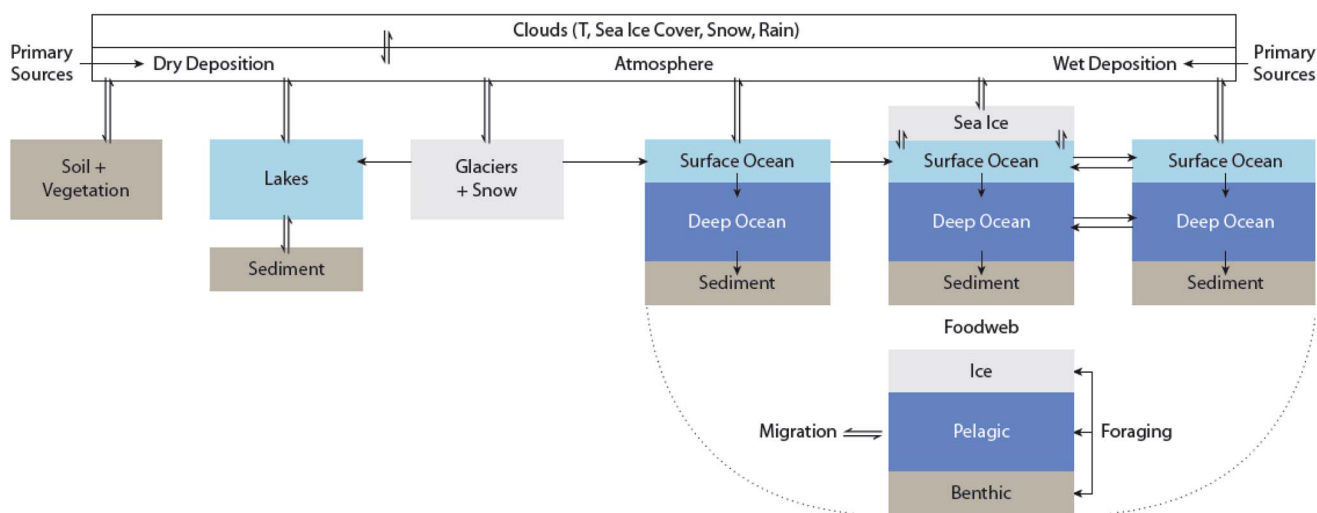 Clouds (T, Sea Ice Cover, Snow, Rain)
Primary
Sources
Dry Deposition
Atmosphere
Wet Deposition
Primary
Sources
Sea Ice
Soil +
Vegetation
Lakes
Glaciers
+ Snow
Surface Ocean
Surface Ocean
Surface Ocean
Deep Ocean
Deep Ocean
Deep Ocean
Sediment
Sediment
Sediment
Sediment
Foodweb
Ice
Migration
Pelagic
Foraging
Benthic